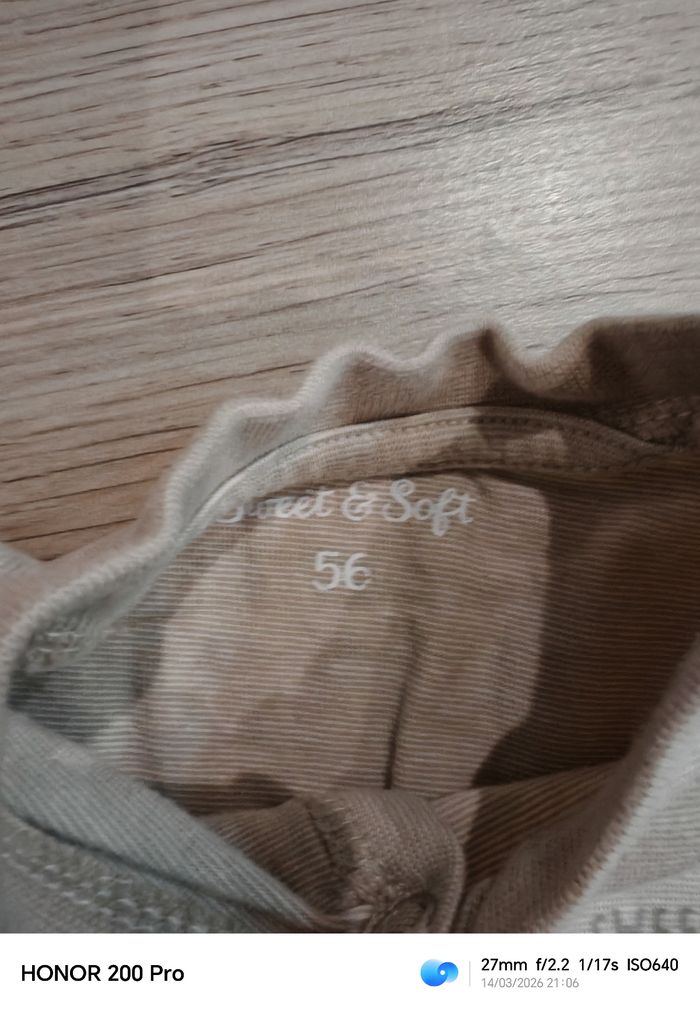 Sweet & Soft
56
HONOR 200 Pro
27mm f/2.2 1/17s ISO640
14/03/2026 21:06